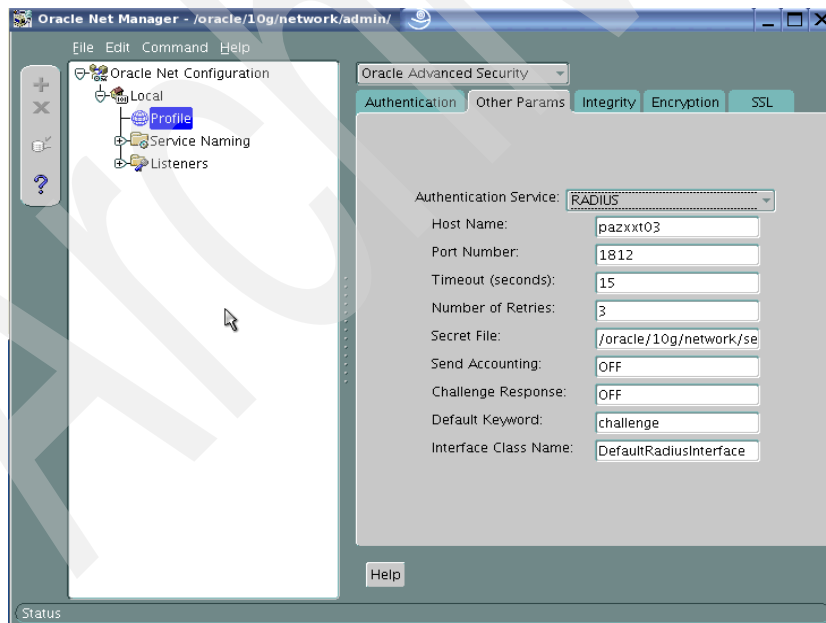 Oracle Net Manager - /oracle/10g/network/admin/
File Edit Command Help
Oracle Net Configuration
Local
Profile
Service Naming
Listeners
Oracle Advanced Security
Authentication Other Params Integrity Encryption SSL
Authentication Service: RADIUS
Host Name: pazxxt03
Port Number: 1812
Timeout (seconds): 15
Number of Retries: 3
Secret File: /oracle/10g/network/se
Send Accounting: OFF
Challenge Response: OFF
Default Keyword: challenge
Interface Class Name: DefaultRadiusInterface
Help
Status